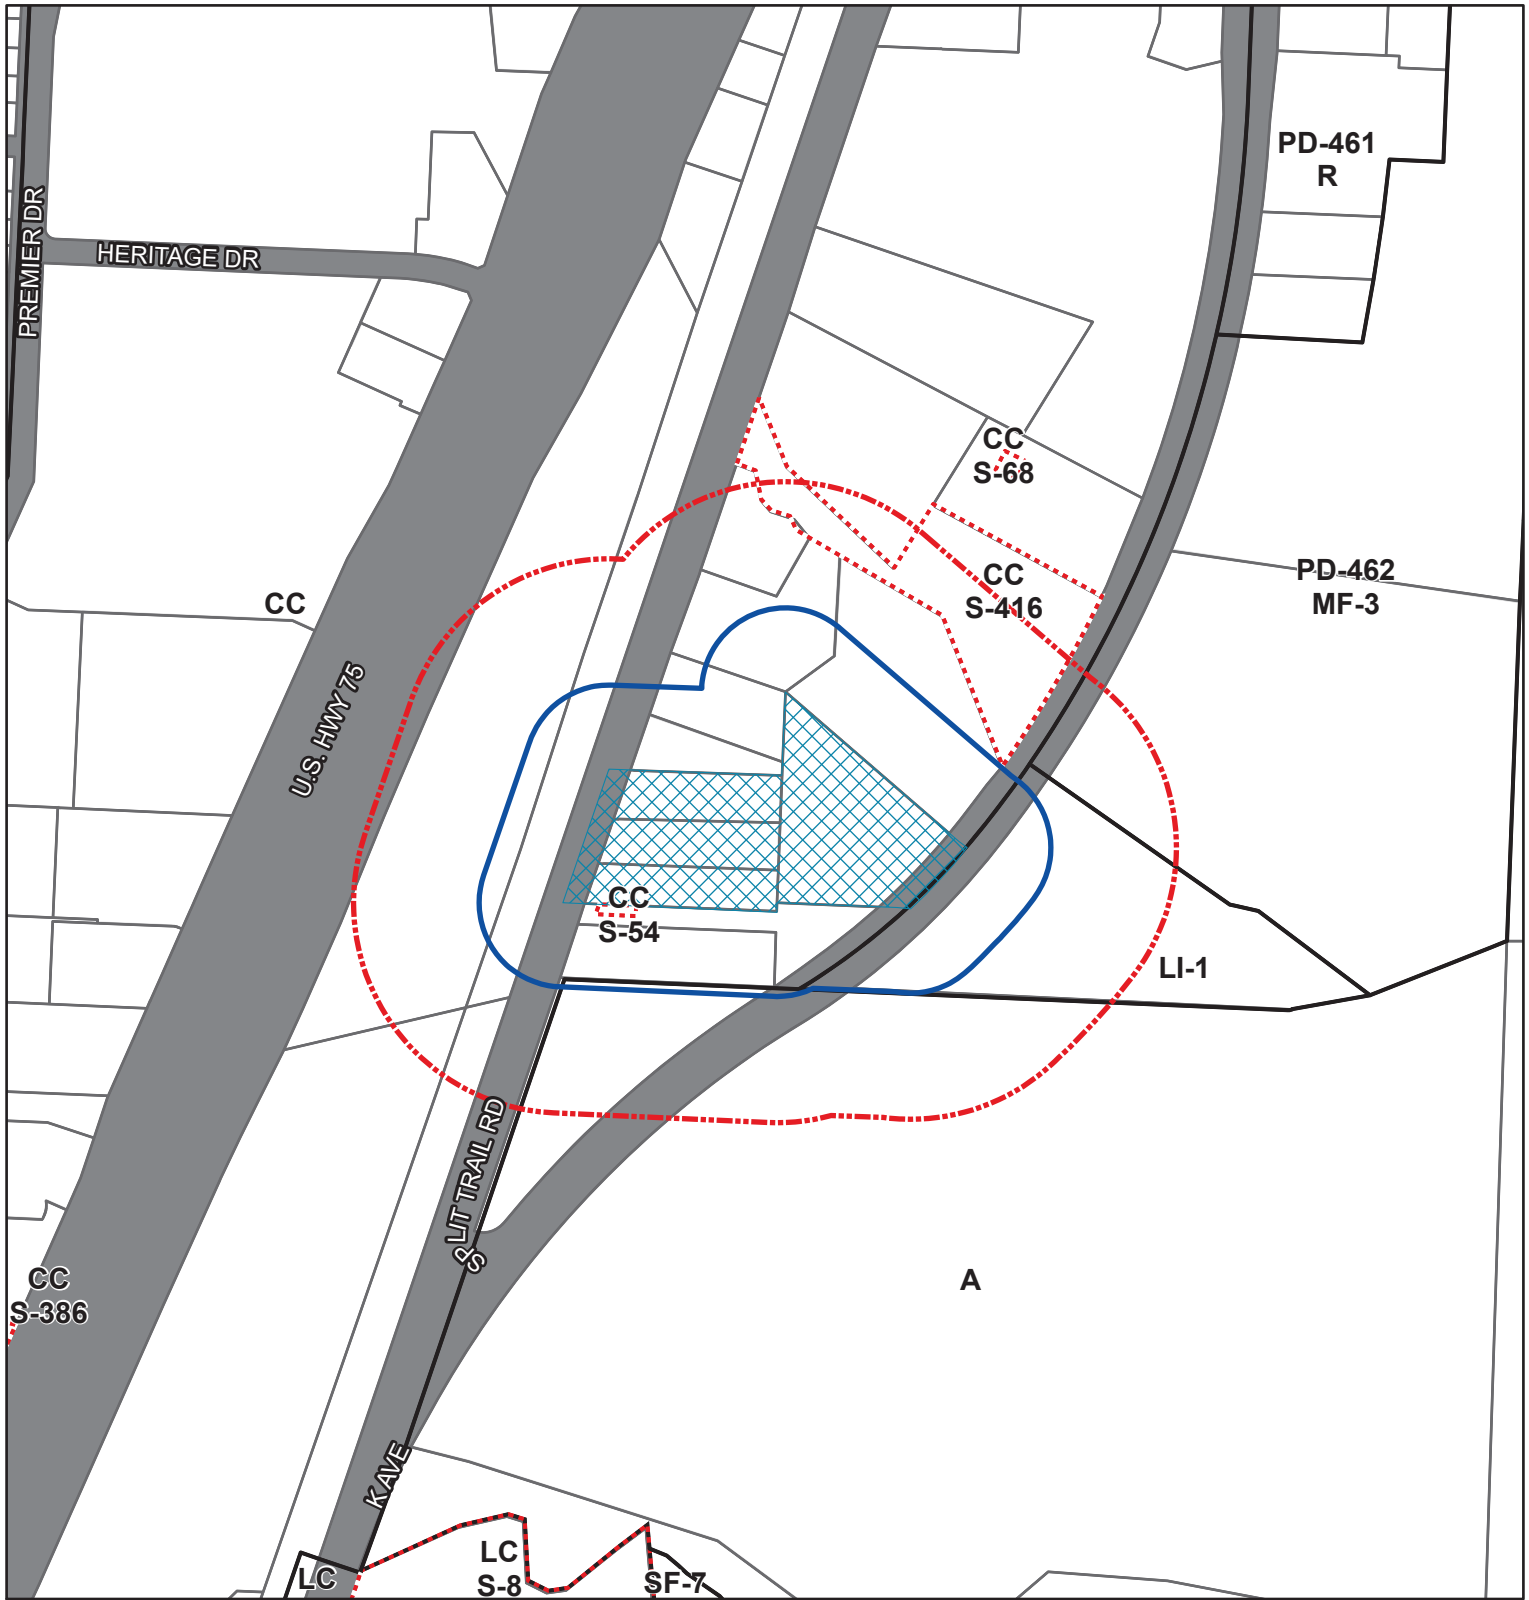 PD-461
R
PREMIER DR
HERITAGE DR
CC
S-68
CC
S-416
PD-462
MF-3
CC
U.S. HWY 75
CC
S-54
LI-1
SPLIT TRAIL RD
CC
S-386
A
K AVE
LC
S-8
LC
SF-7